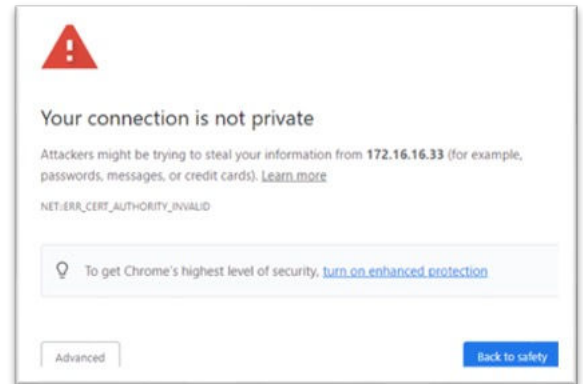 Your connection is not private
Attackers might be trying to steal your information from 172.16.16.33 (for example,
passwords, messages, or credit cards). Learn more
NET::ERR_CERT_AUTHORITY_INVALID
To get Chrome's highest level of security, turn on enhanced protection
Advanced
Back to safety